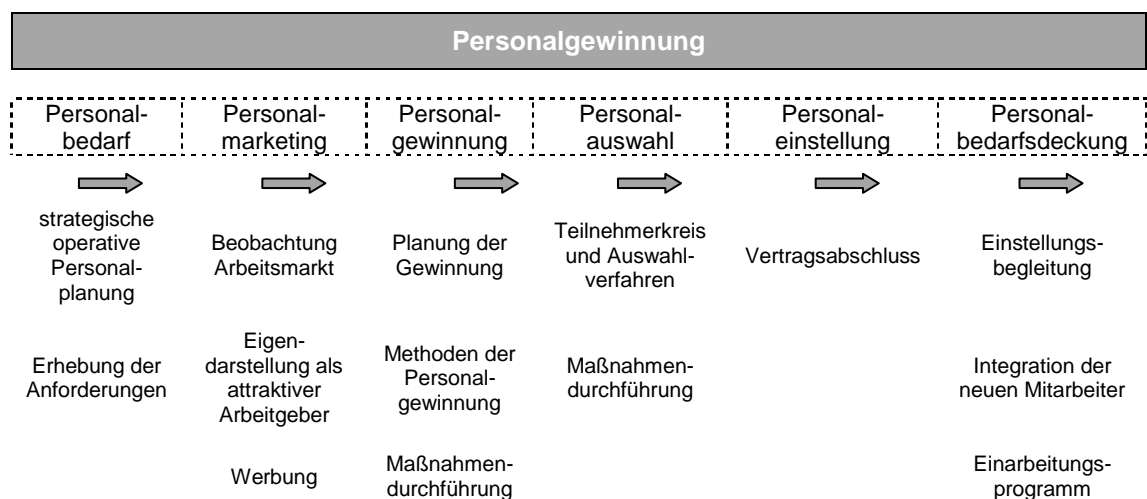 Personalgewinnung
Personal-
bedarf
Personal-
marketing
Personal-
gewinnung
Personal-
auswahl
Personal-
einstellung
Personal-
bedarfsdeckung
strategische
operative
Personal-
planung
Beobachtung
Arbeitsmarkt
Planung der
Gewinnung
Teilnehmerkreis
und Auswahl-
verfahren
Vertragsabschluss
Einstellungs-
begleitung
Erhebung der
Anforderungen
Eigen-
darstellung als
attraktiver
Arbeitgeber
Methoden der
Personal-
gewinnung
Maßnahmen-
durchführung
Integration der
neuen Mitarbeiter
Werbung
Maßnahmen-
durchführung
Einarbeitungs-
programm